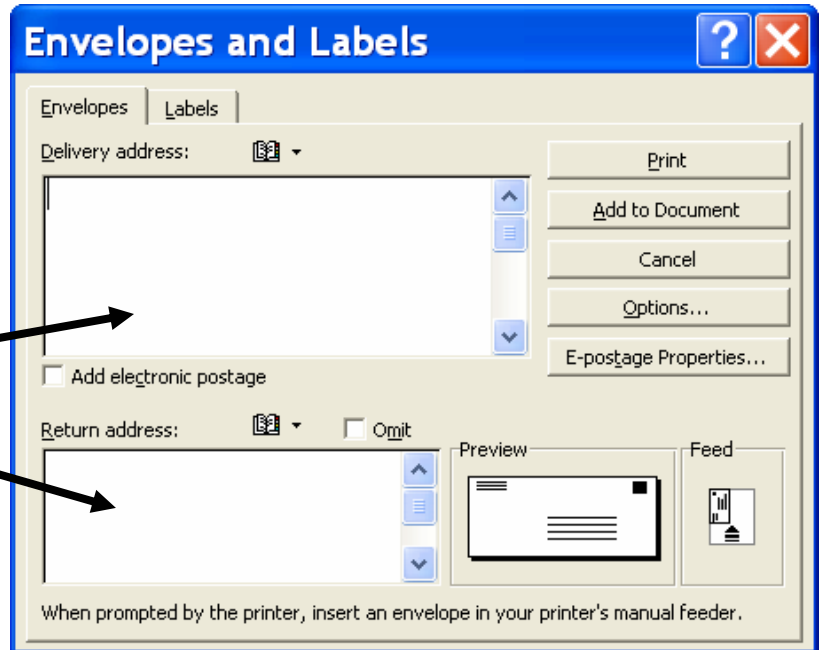 Envelopes and Labels
Envelopes Labels
Delivery address:
Print
Add to Document
Cancel
Options...
E-postage Properties...
Add electronic postage
Return address: Omit
Preview
Feed
When prompted by the printer, insert an envelope in your printer's manual feeder.